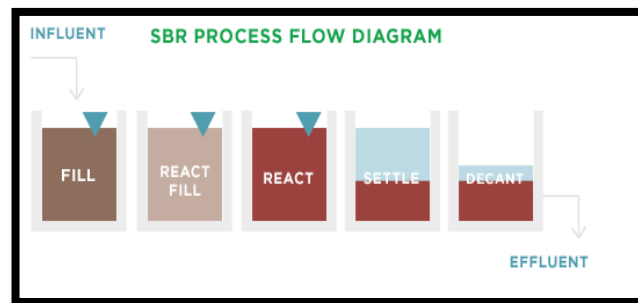 INFLUENT
SBR PROCESS FLOW DIAGRAM
FILL
REACT
FILL
REACT
SETTLE
DECANT
EFFLUENT